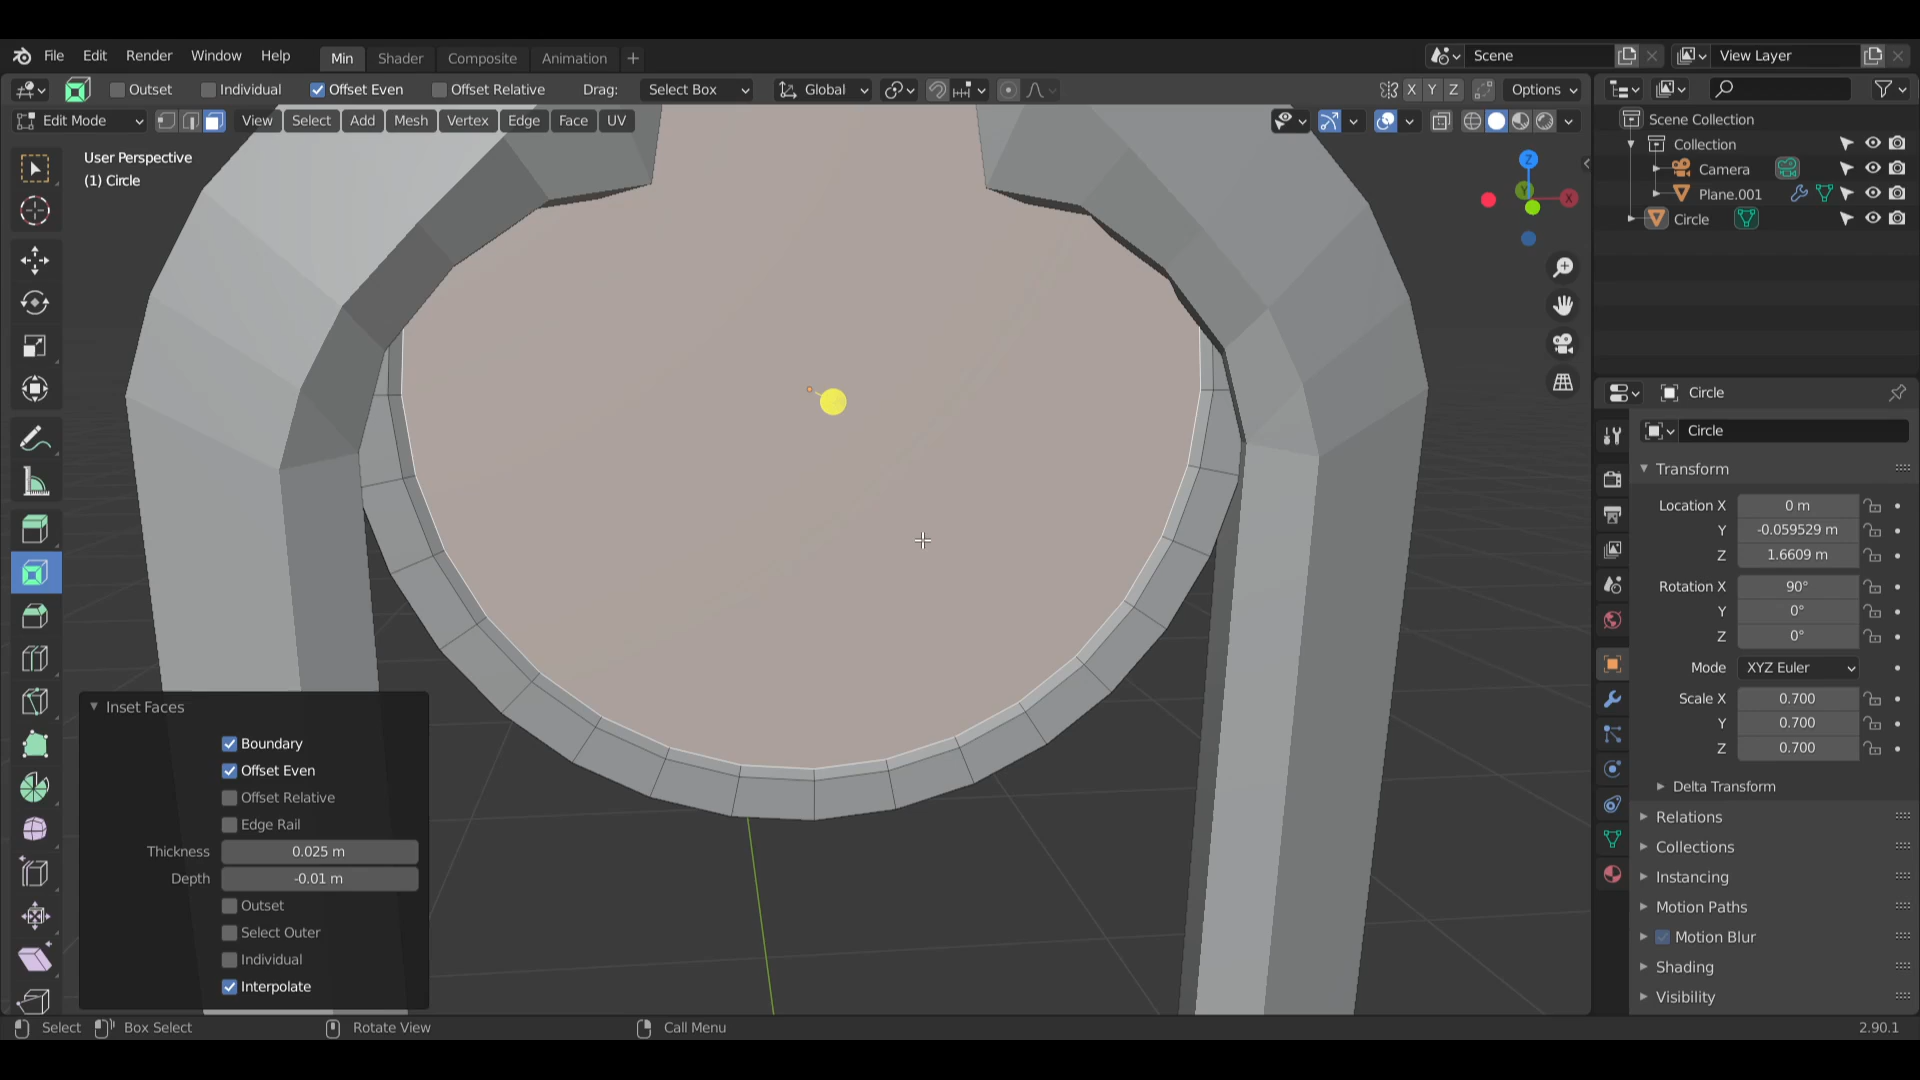 File Edit Render Window Help Min Shader Composite Animation Scene View Layer
Outset Individual Offset Even Offset Relative Drag: Select Box Global X Y Z Options
Edit Mode View Select Add Mesh Vertex Edge Face UV
User Perspective
(1) Circle
Z
Y
X
Scene Collection
Collection
Camera
Plane.001
Circle
Circle
Circle
Transform
Location X 0 m
Y -0.059529 m
Z 1.6609 m
Rotation X 90°
Y 0°
Z 0°
Mode XYZ Euler
Scale X 0.700
Y 0.700
Z 0.700
Delta Transform
Relations
Collections
Instancing
Motion Paths
Motion Blur
Shading
Visibility
Inset Faces
Boundary
Offset Even
Offset Relative
Edge Rail
Thickness 0.025 m
Depth -0.01 m
Outset
Select Outer
Individual
Interpolate
Select Box Select Rotate View Call Menu 2.90.1